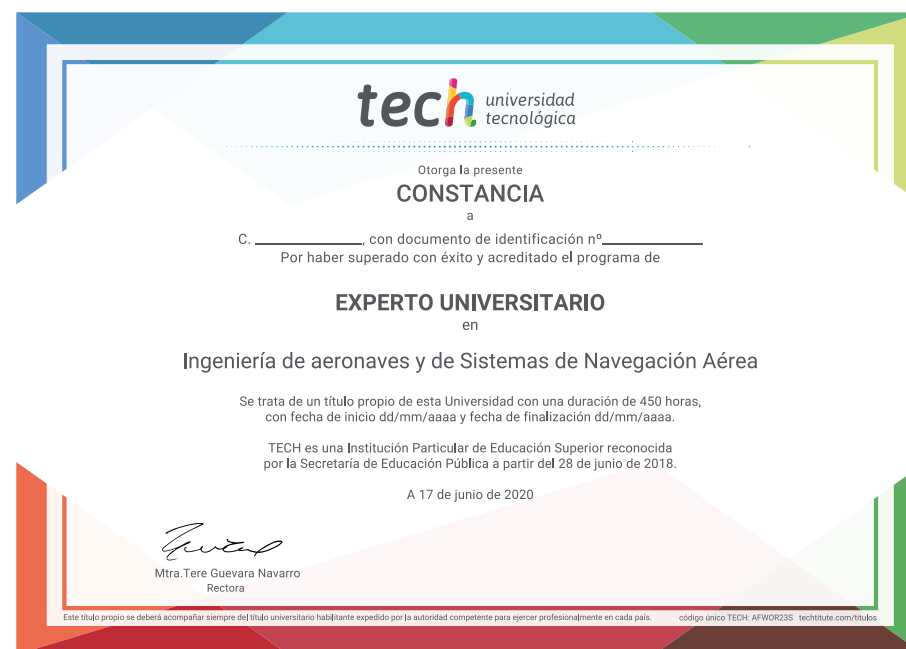 tech universidad
tecnológica
Otorga la presente
CONSTANCIA
a
C. ______________, con documento de identificación nº_____________
Por haber superado con éxito y acreditado el programa de
EXPERTO UNIVERSITARIO
en
Ingeniería de aeronaves y de Sistemas de Navegación Aérea
Se trata de un título propio de esta Universidad con una duración de 450 horas,
con fecha de inicio dd/mm/aaaa y fecha de finalización dd/mm/aaaa.
TECH es una Institución Particular de Educación Superior reconocida
por la Secretaría de Educación Pública a partir del 28 de junio de 2018.
A 17 de junio de 2020
Mtra.Tere Guevara Navarro
Rectora
Este título propio se deberá acompañar siempre del título universitario habilitante expedido por la autoridad competente para ejercer profesionalmente en cada país. código único TECH: AFWOR23S techtitute.com/titulos